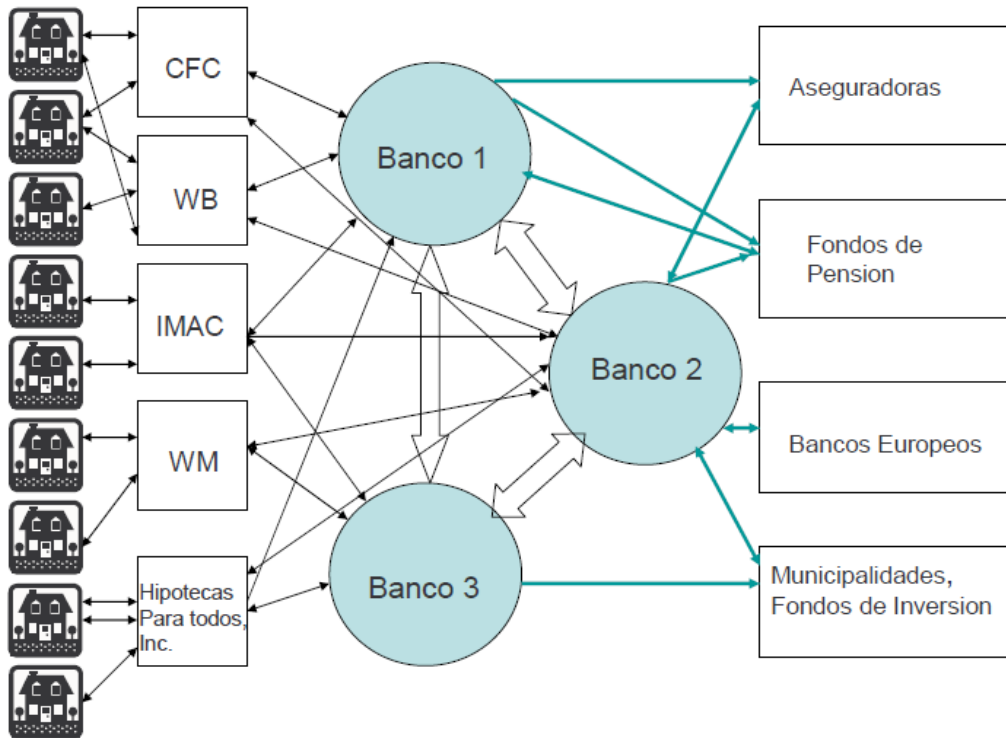 CFC
WB
IMAC
WM
Hipotecas
Para todos,
Inc.
Banco 1
Banco 2
Banco 3
Aseguradoras
Fondos de
Pension
Bancos Europeos
Municipalidades,
Fondos de Inversion